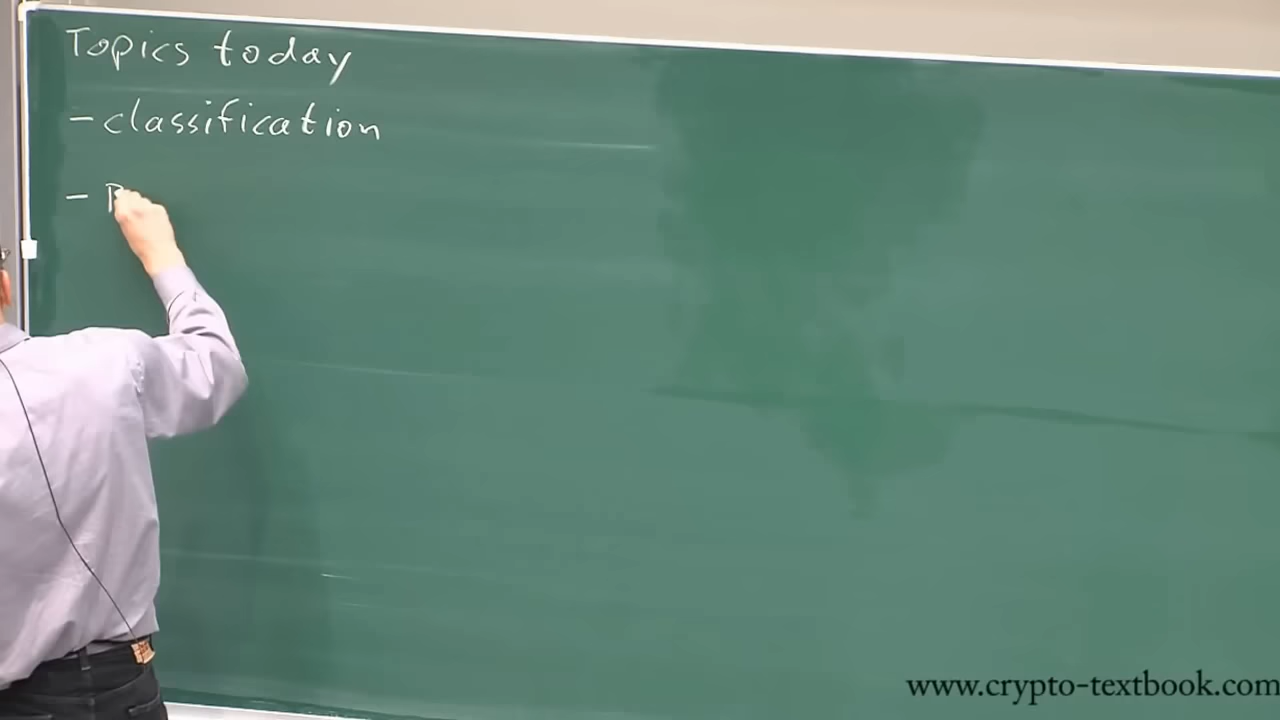 Topics today
- classification
-
www.crypto-textbook.com